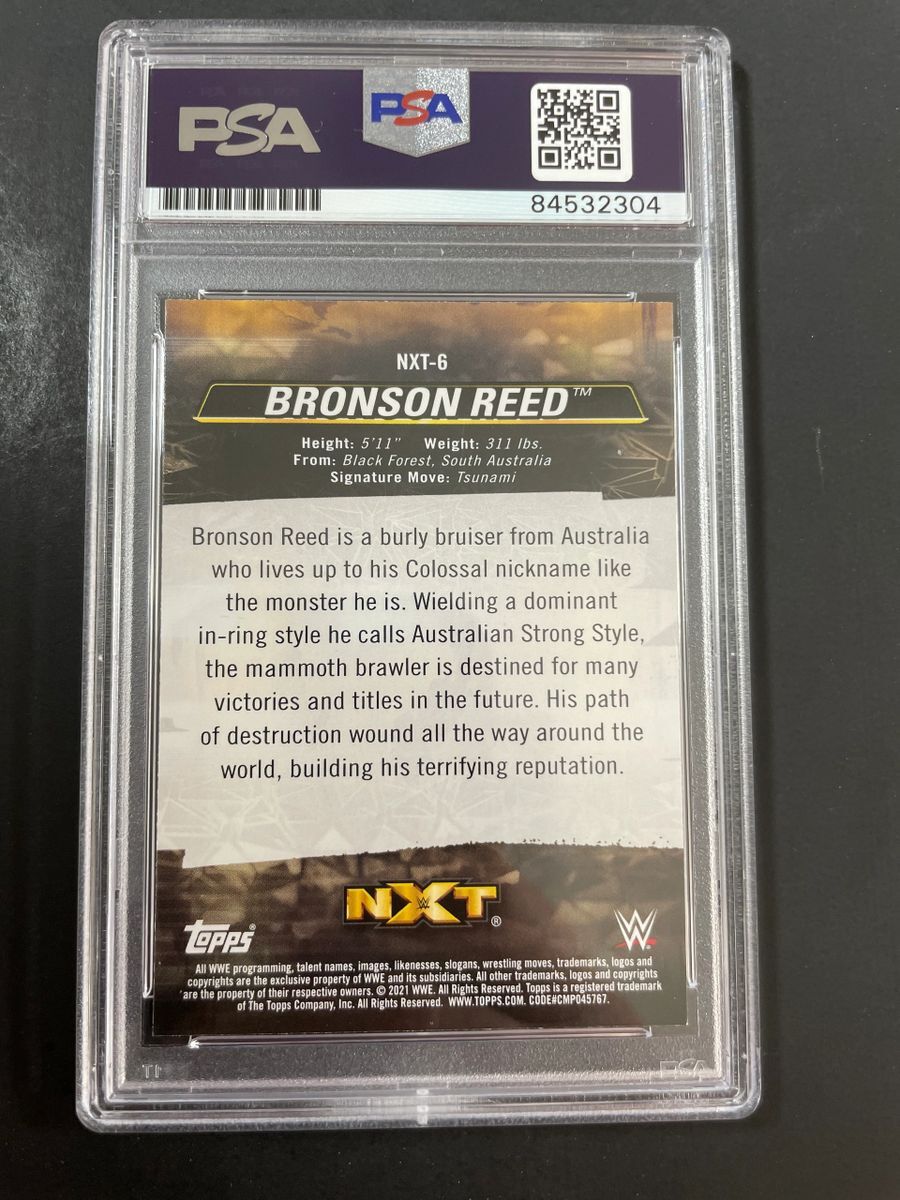 PSA
PSA
84532304
NXT-6
BRONSON REED™
Height: 5'11" Weight: 311 lbs.
From: Black Forest, South Australia
Signature Move: Tsunami
Bronson Reed is a burly bruiser from Australia
who lives up to his Colossal nickname like
the monster he is. Wielding a dominant
in-ring style he calls Australian Strong Style,
the mammoth brawler is destined for many
victories and titles in the future. His path
of destruction wound all the way around the
world, building his terrifying reputation.
NXT®
topps®
W
All WWE programming, talent names, images, likenesses, slogans, wrestling moves, trademarks, logos and
copyrights are the exclusive property of WWE and its subsidiaries. All other trademarks, logos and copyrights
are the property of their respective owners. © 2021 WWE. All Rights Reserved. Topps is a registered trademark
of The Topps Company, Inc. All Rights Reserved. WWW.TOPPS.COM. CODE#CMP045767.
PSA